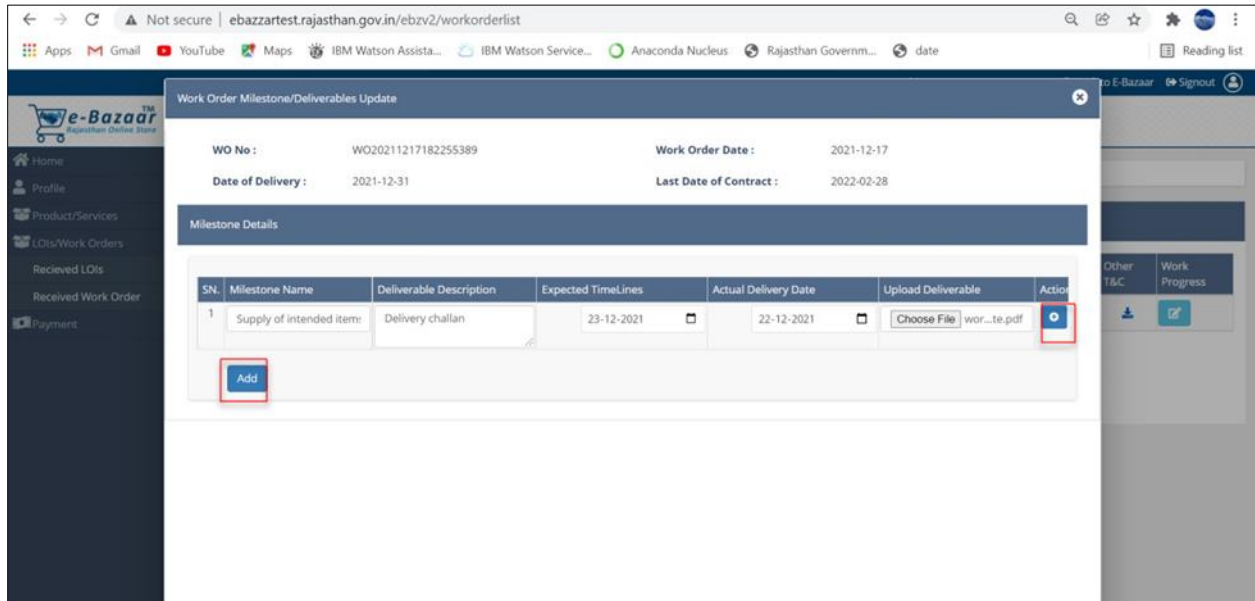 Not secure | ebazzartest.rajasthan.gov.in/ebzv2/workorderlist
Apps Gmail YouTube Maps IBM Watson Assista... IBM Watson Service... Anaconda Nucleus Rajasthan Governm... date Reading list
to E-Bazaar Signout
Work Order Milestone/Deliverables Update
e-Bazaar TM
Rajasthan Online Store
WO No : WO20211217182255389 Work Order Date : 2021-12-17
Home
Date of Delivery : 2021-12-31 Last Date of Contract : 2022-02-28
Profile
Product/Services
Milestone Details
LOIs/Work Orders
Recieved LOIs
Other T&C
Work Progress
SN. Milestone Name Deliverable Description Expected TimeLines Actual Delivery Date Upload Deliverable Action
Received Work Order
1 Supply of intended items Delivery challan 23-12-2021 22-12-2021 Choose File wor...te.pdf
Payment
Add